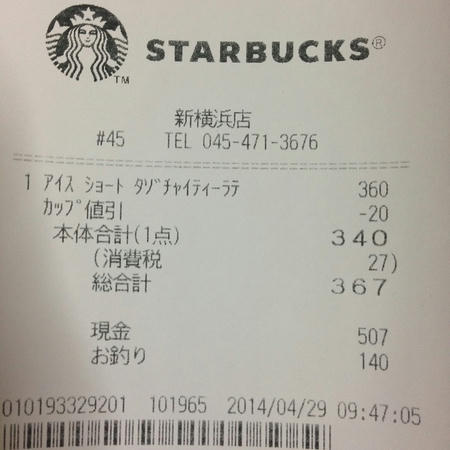 TM
STARBUCKS®
新横浜店
#45 TEL 045-471-3676
1 アイス ショート タゾチャイティーラテ 360
カップ値引 -20
本体合計(1点) 340
(消費税 27)
総合計 367
現金 507
お釣り 140
010193329201 101965 2014/04/29 09:47:05